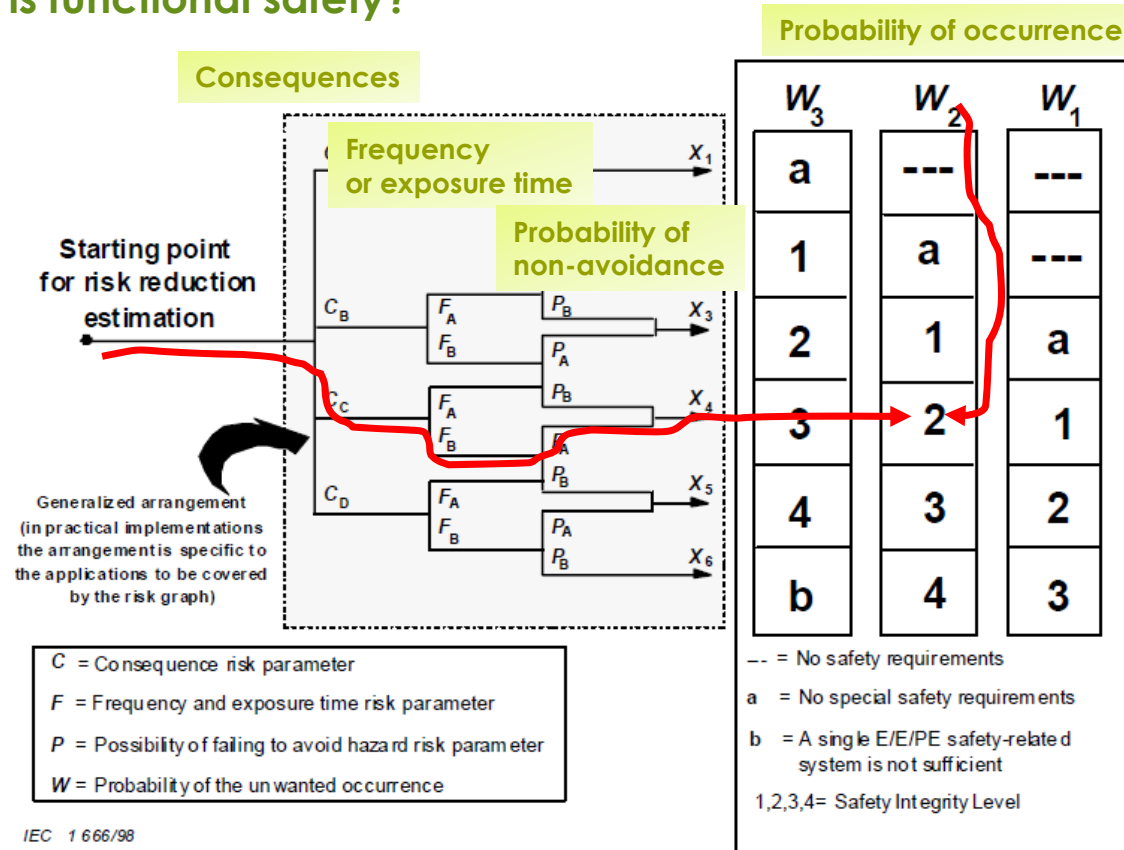 is functional safety?
Probability of occurrence
Consequences
Frequency
or exposure time
Probability of
non-avoidance
Starting point
for risk reduction
estimation
Generalized arrangement
(in practical implementations
the arrangement is specific to
the applications to be covered
by the risk graph)
C
X1
CB
FA
FB
PB
PA
X3
CC
FA
FB
PB
PA
X4
CD
FA
FB
PB
X5
PA
PB
X6
W3 W2 W1
a --- ---
1 a ---
2 1 a
3 2 1
4 3 2
b 4 3
C = Consequence risk parameter
F = Frequency and exposure time risk parameter
P = Possibility of failing to avoid hazard risk parameter
W = Probability of the unwanted occurrence
--- = No safety requirements
a = No special safety requirements
b = A single E/E/PE safety-related
system is not sufficient
1,2,3,4= Safety Integrity Level
IEC 1 666/98